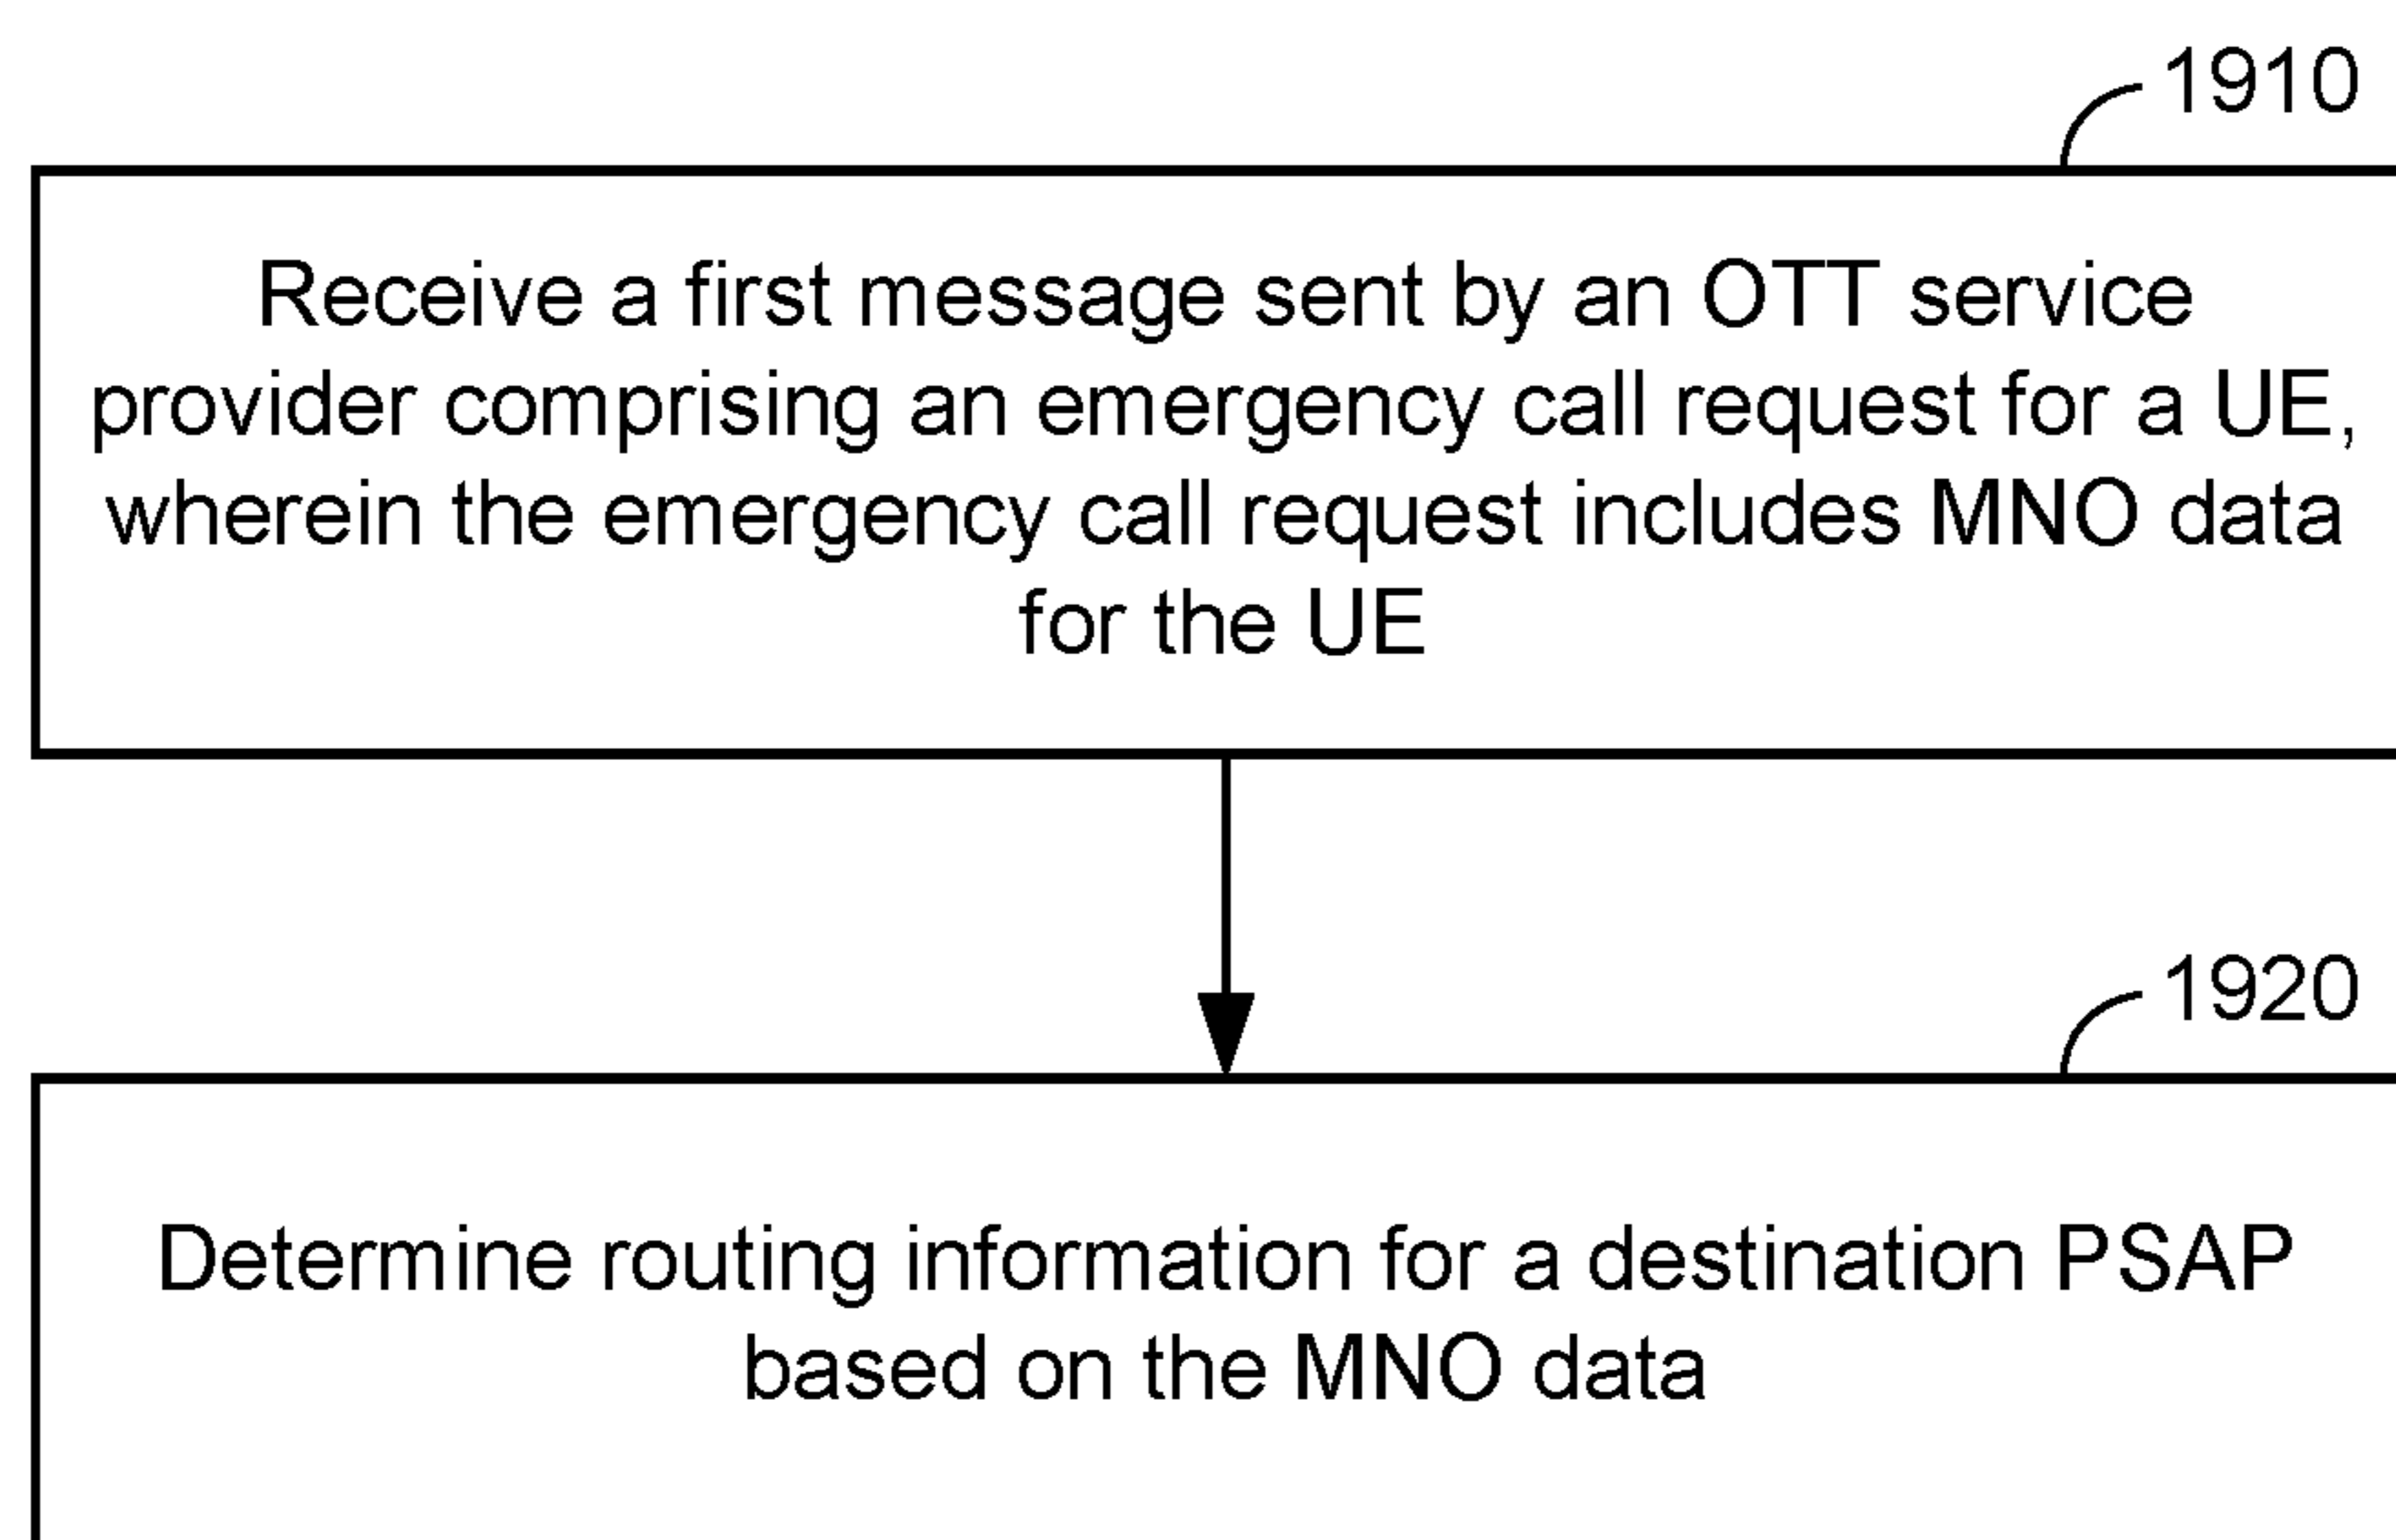 1910
Receive a first message sent by an OTT service
provider comprising an emergency call request for a UE,
wherein the emergency call request includes MNO data
for the UE
1920
Determine routing information for a destination PSAP
based on the MNO data